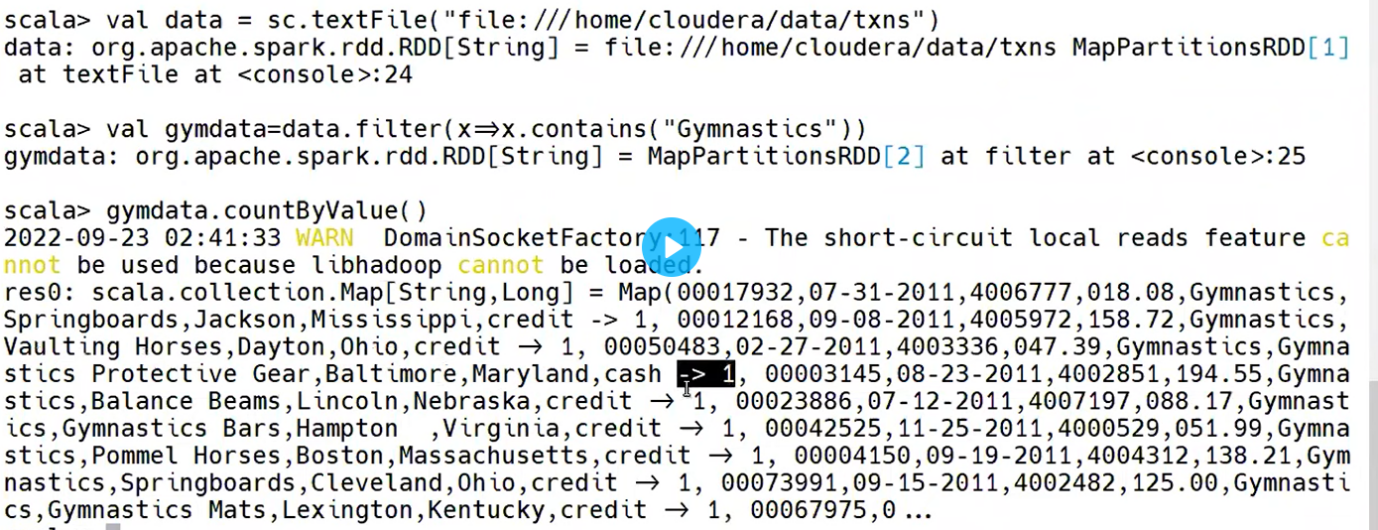 scala> val data = sc.textFile("file:///home/cloudera/data/txns")
data: org.apache.spark.rdd.RDD[String] = file:///home/cloudera/data/txns MapPartitionsRDD[1]
 at textFile at <console>:24
scala> val gymdata=data.filter(x=>x.contains("Gymnastics"))
gymdata: org.apache.spark.rdd.RDD[String] = MapPartitionsRDD[2] at filter at <console>:25
scala> gymdata.countByValue()
2022-09-23 02:41:33 WARN  DomainSocketFactory:117 - The short-circuit local reads feature ca
nnot be used because libhadoop cannot be loaded.
res0: scala.collection.Map[String,Long] = Map(00017932,07-31-2011,4006777,018.08,Gymnastics,
Springboards,Jackson,Mississippi,credit -> 1, 00012168,09-08-2011,4005972,158.72,Gymnastics,
Vaulting Horses,Dayton,Ohio,credit -> 1, 00050483,02-27-2011,4003336,047.39,Gymnastics,Gymna
stics Protective Gear,Baltimore,Maryland,cash -> 1, 00003145,08-23-2011,4002851,194.55,Gymna
stics,Balance Beams,Lincoln,Nebraska,credit -> 1, 00023886,07-12-2011,4007197,088.17,Gymnast
ics,Gymnastics Bars,Hampton  ,Virginia,credit -> 1, 00042525,11-25-2011,4000529,051.99,Gymna
stics,Pommel Horses,Boston,Massachusetts,credit -> 1, 00004150,09-19-2011,4004312,138.21,Gym
nastics,Springboards,Cleveland,Ohio,credit -> 1, 00073991,09-15-2011,4002482,125.00,Gymnasti
cs,Gymnastics Mats,Lexington,Kentucky,credit -> 1, 00067975,0...